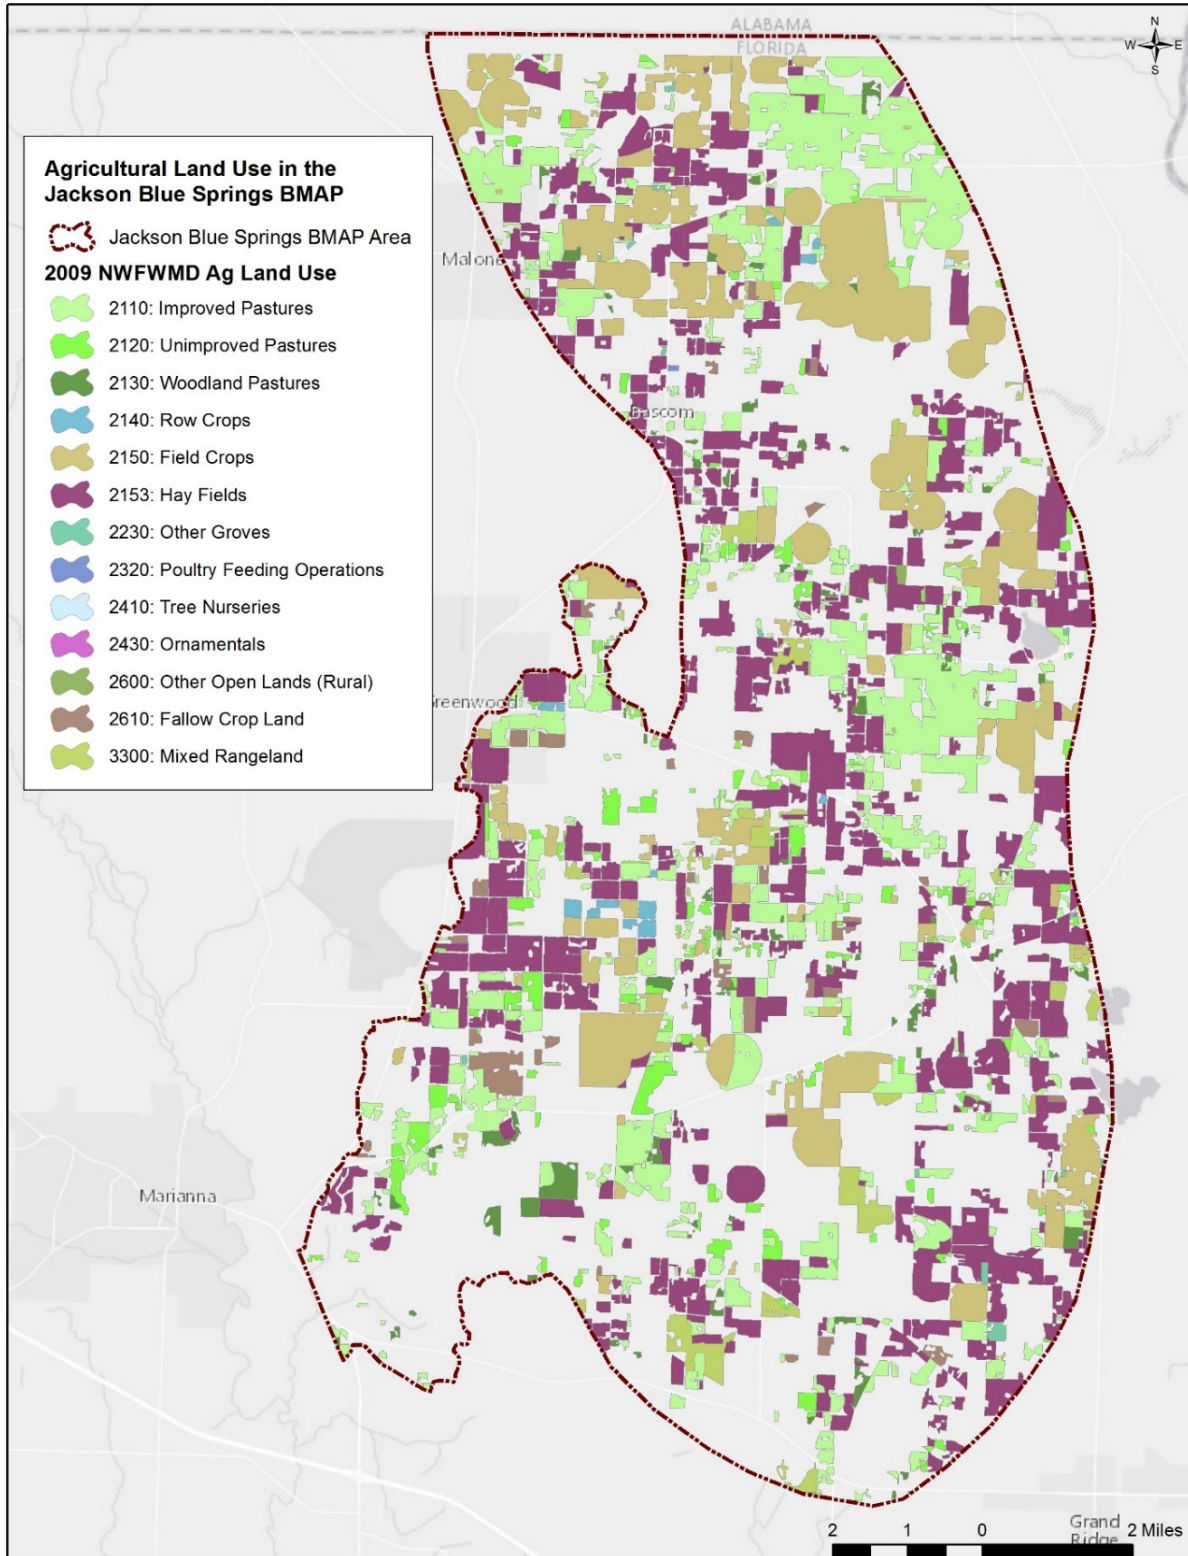 ALABAMA
FLORIDA
N
W E
S
Agricultural Land Use in the
Jackson Blue Springs BMAP
Jackson Blue Springs BMAP Area
2009 NWFWMD Ag Land Use
2110: Improved Pastures
2120: Unimproved Pastures
2130: Woodland Pastures
2140: Row Crops
2150: Field Crops
2153: Hay Fields
2230: Other Groves
2320: Poultry Feeding Operations
2410: Tree Nurseries
2430: Ornamentals
2600: Other Open Lands (Rural)
2610: Fallow Crop Land
3300: Mixed Rangeland
Malone
Bascom
Greenwood
Marianna
Grand
Ridge
2 1 0 2 Miles